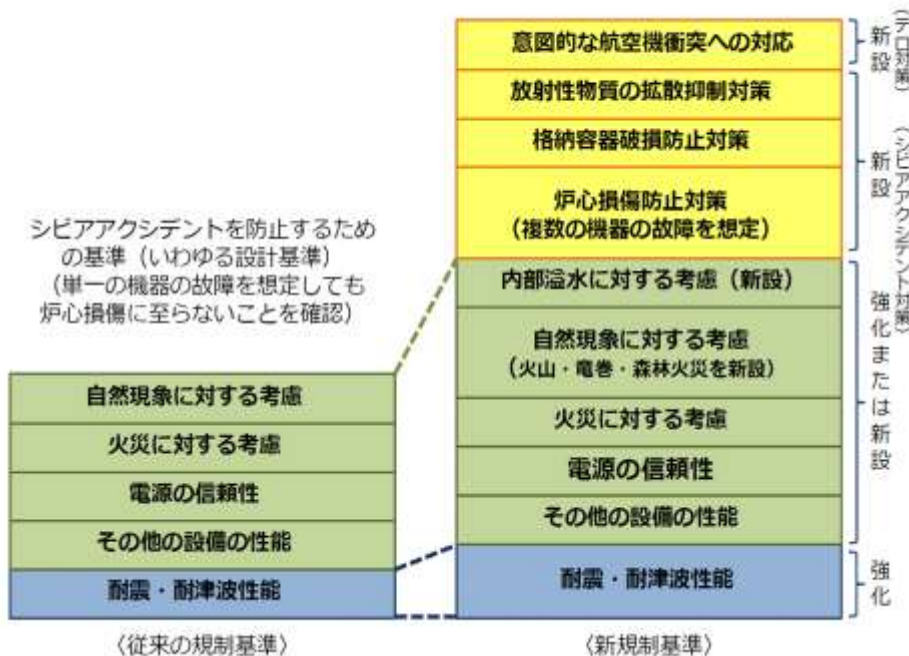 シビアアクシデントを防止するため
の基準（いわゆる設計基準）
（単一の機器の故障を想定しても
炉心損傷に至らないことを確認）
自然現象に対する考慮
火災に対する考慮
電源の信頼性
その他の設備の性能
耐震・耐津波性能
〈従来の規制基準〉
意図的な航空機衝突への対応
放射性物質の拡散抑制対策
格納容器破損防止対策
炉心損傷防止対策
（複数の機器の故障を想定）
内部溢水に対する考慮（新設）
自然現象に対する考慮
（火山・竜巻・森林火災を新設）
火災に対する考慮
電源の信頼性
その他の設備の性能
耐震・耐津波性能
〈新規制基準〉
新設
（テロ対策）
新設
（シビアアクシデント対策）
強化または新設
強化